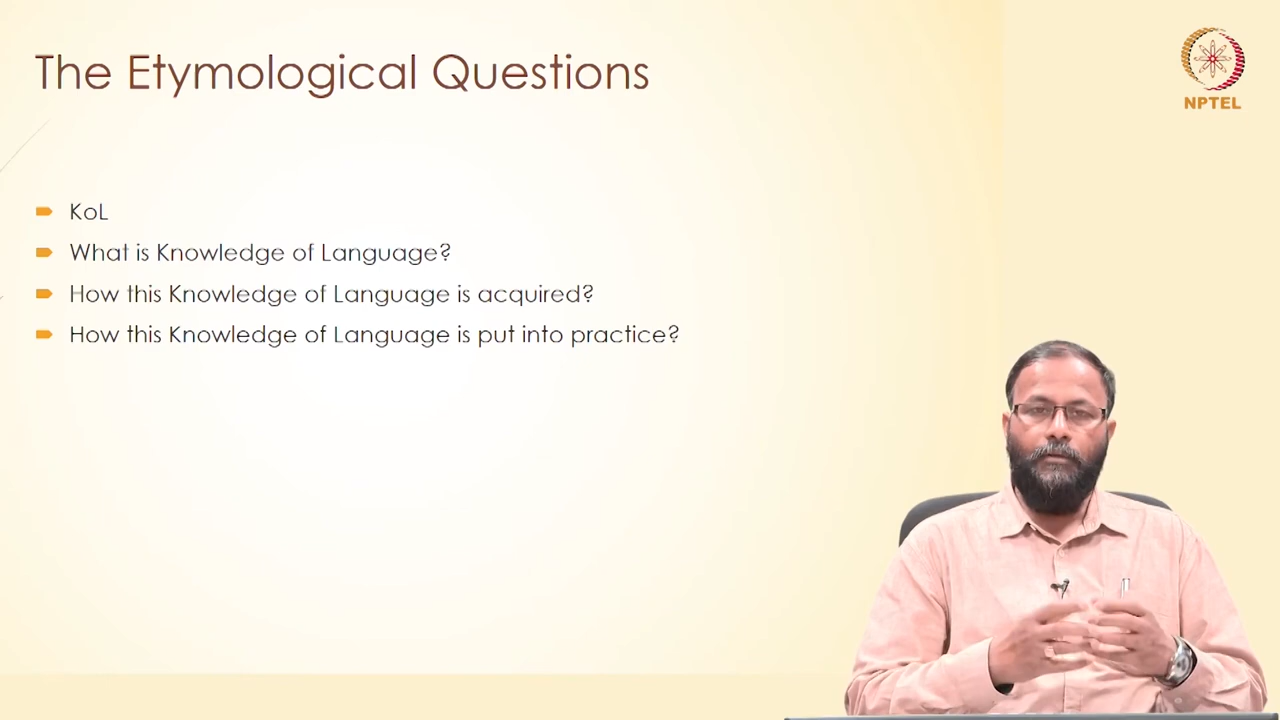 The Etymological Questions
NPTEL
KoL
What is Knowledge of Language?
How this Knowledge of Language is acquired?
How this Knowledge of Language is put into practice?